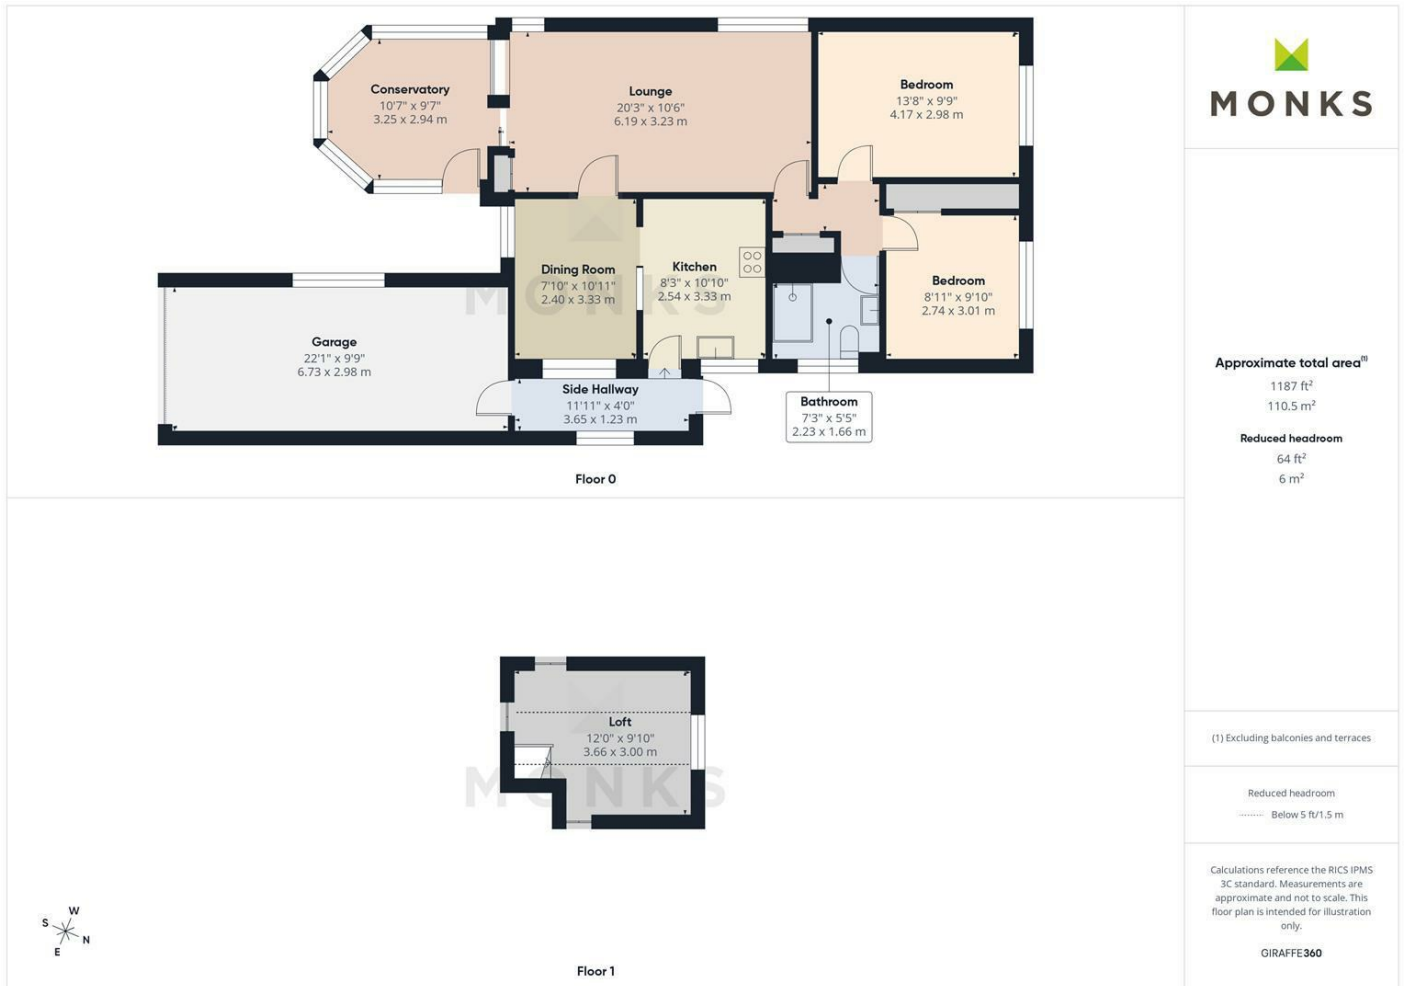 Conservatory
10'7" x 9'7"
3.25 x 2.94 m
Lounge
20'3" x 10'6"
6.19 x 3.23 m
Bedroom
13'8" x 9'9"
4.17 x 2.98 m
Dining Room
7'10" x 10'11"
2.40 x 3.33 m
Kitchen
8'3" x 10'10"
2.54 x 3.33 m
Bedroom
8'11" x 9'10"
2.74 x 3.01 m
MONKS
Garage
22'1" x 9'9"
6.73 x 2.98 m
Side Hallway
11'11" x 4'0"
3.65 x 1.23 m
Bathroom
7'3" x 5'5"
2.23 x 1.66 m
Floor 0
Loft
12'0" x 9'10"
3.66 x 3.00 m
MONKS
W
S
N
E
Floor 1
MONKS
Approximate total area(1)
1187 ft²
110.5 m²
Reduced headroom
64 ft²
6 m²
(1) Excluding balconies and terraces
Reduced headroom
Below 5 ft/1.5 m
Calculations reference the RICS IPMS
3C standard. Measurements are
approximate and not to scale. This
floor plan is intended for illustration
only.
GIRAFFE360